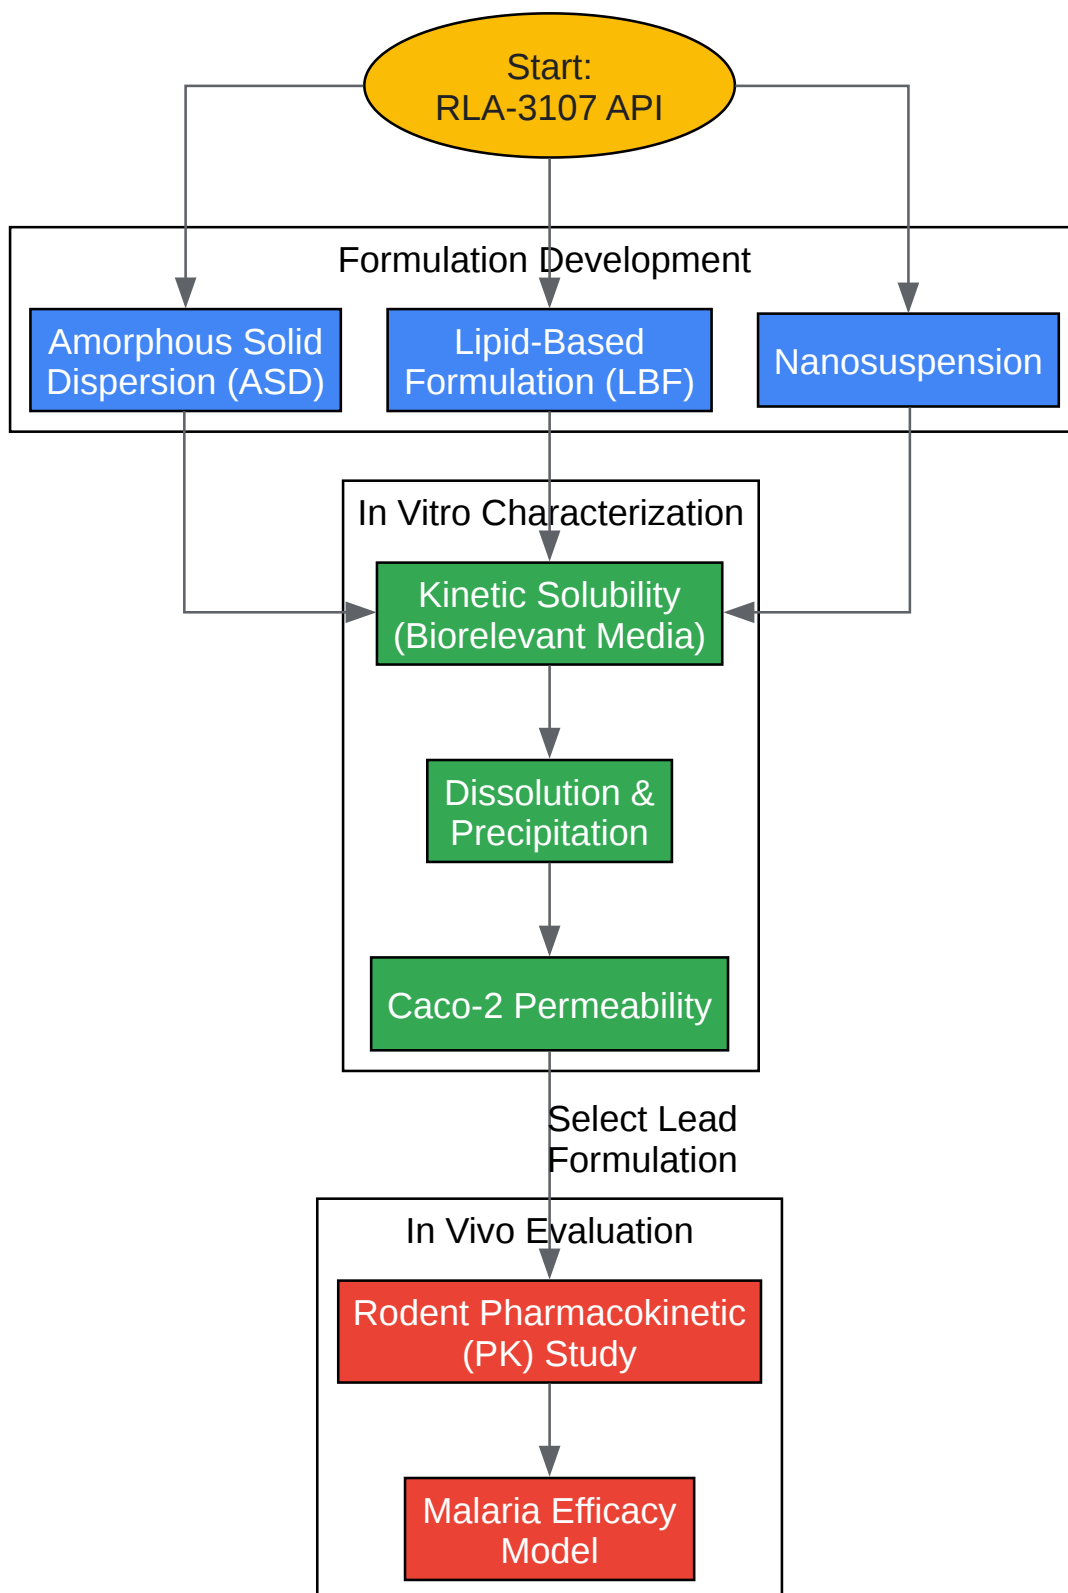 Start:
RLA-3107 API
Formulation Development
Amorphous Solid
Dispersion (ASD)
Lipid-Based
Formulation (LBF)
Nanosuspension
In Vitro Characterization
Kinetic Solubility
(Biorelevant Media)
Dissolution &
Precipitation
Caco-2 Permeability
Select Lead
Formulation
In Vivo Evaluation
Rodent Pharmacokinetic
(PK) Study
Malaria Efficacy
Model